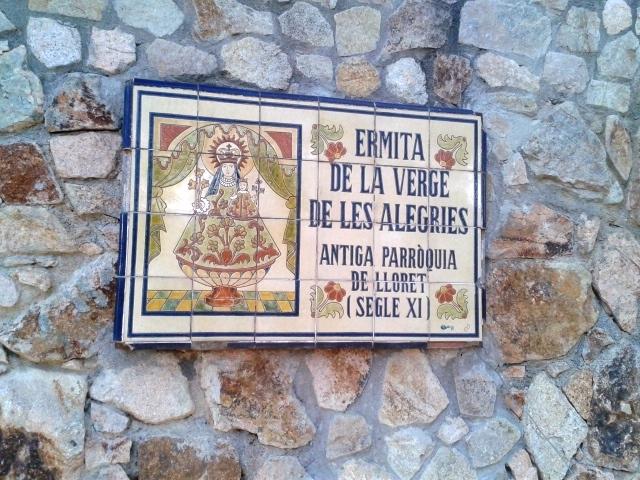 ERMITA
DE LA VERGE
DE LES ALEGRIES
ANTIGA PARRÒQUIA
DE LLORET
(SEGLE XI)